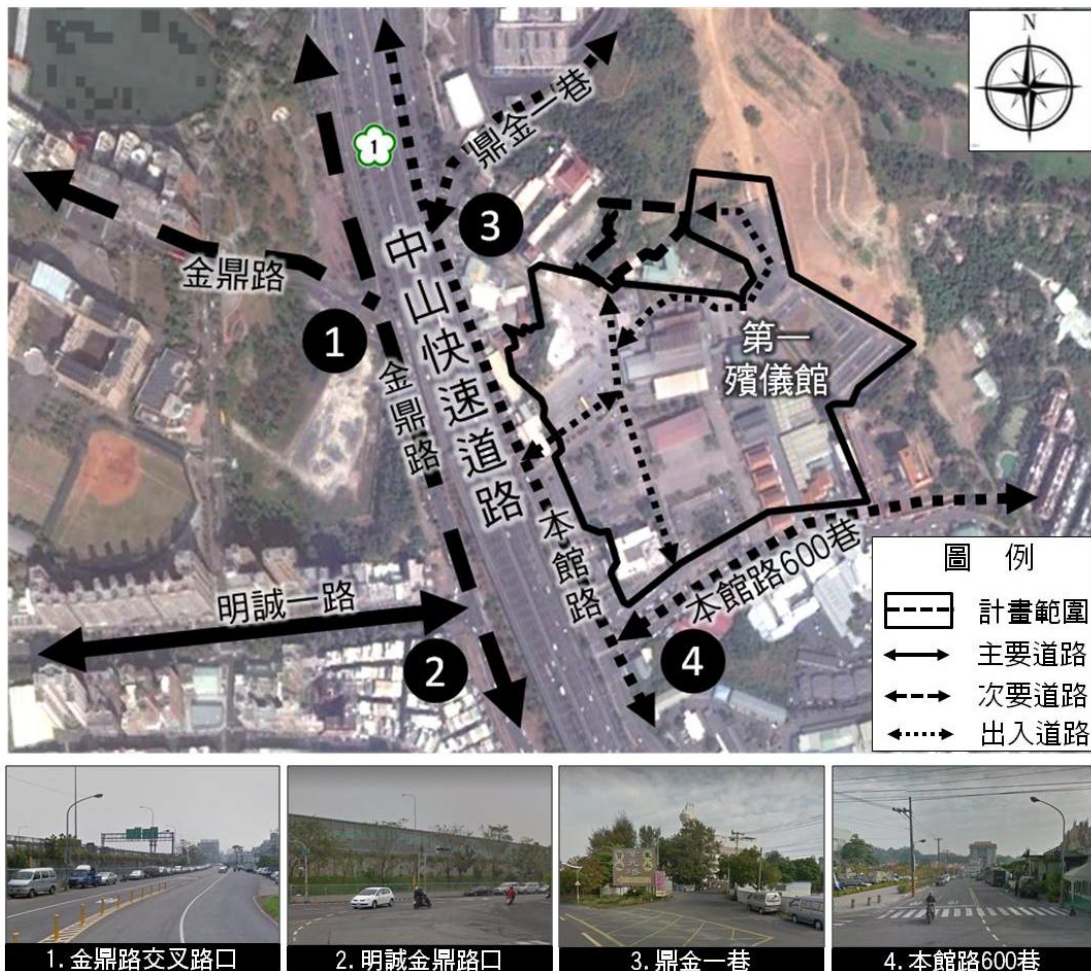 N
鼎金一巷
1
3
中山快速道路
金鼎路
1
金鼎路
第一
殯儀館
本館路
本館路600巷
明誠一路
2
4
圖 例
計畫範圍
主要道路
次要道路
出入道路
1. 金鼎路交叉路口
2. 明誠金鼎路口
3. 鼎金一巷
4. 本館路600巷